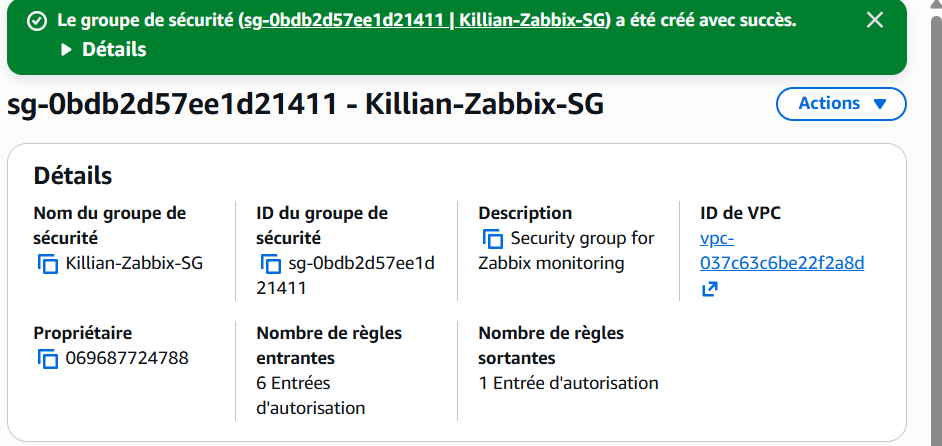 Le groupe de sécurité (sg-0bdb2d57ee1d21411 | Killian-Zabbix-SG) a été créé avec succès.
Détails
sg-0bdb2d57ee1d21411 - Killian-Zabbix-SG
Actions
Détails
Nom du groupe de
sécurité
Killian-Zabbix-SG
ID du groupe de
sécurité
sg-0bdb2d57ee1d
21411
Description
Security group for
Zabbix monitoring
ID de VPC
vpc-
037c63c6be22f2a8d
Propriétaire
069687724788
Nombre de règles
entrantes
6 Entrées
d'autorisation
Nombre de règles
sortantes
1 Entrée d'autorisation